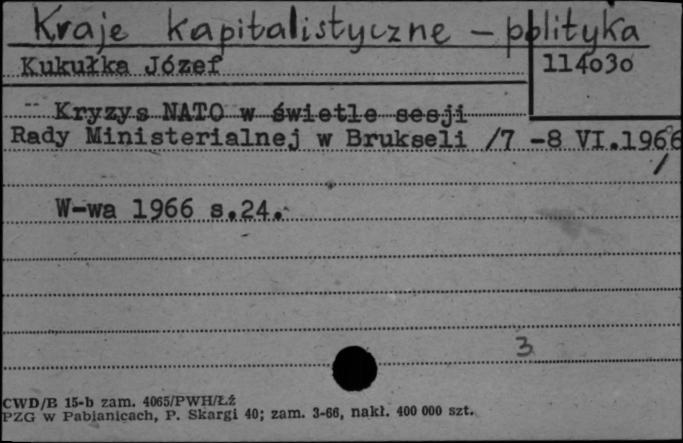 Kraje kapitalistyczne - polityka
Kukułka Józef
114030
Kryzys NATO w świetle sesji
Rady Ministerialnej w Brukseli /7 -8 VI.1966
/
W-wa 1966 s.24.
3
CWD/B 15-b zam. 4065/PWH/Łż
PZG w Pabianicach, P. Skargi 40; zam. 3-66, nakł. 400 000 szt.